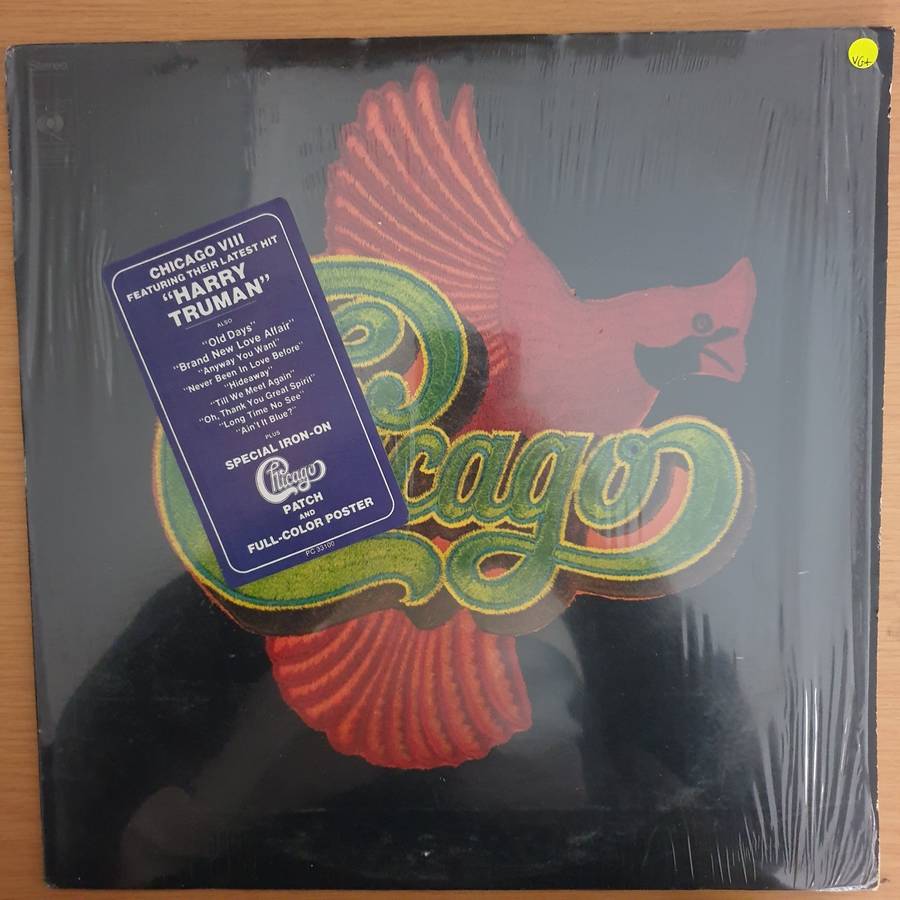 Stereo
VG+
CHICAGO VIII
FEATURING THEIR LATEST HIT
"HARRY
TRUMAN"
ALSO
"Old Days"
"Brand New Love Affair"
"Anyway You Want"
"Never Been In Love Before"
"Hideaway"
"Till We Meet Again"
"Oh, Thank You Great Spirit"
"Long Time No See"
"Ain't It Blue?"
PLUS
SPECIAL IRON-ON
Chicago
PATCH
AND
FULL-COLOR POSTER
PC 33100
Chicago